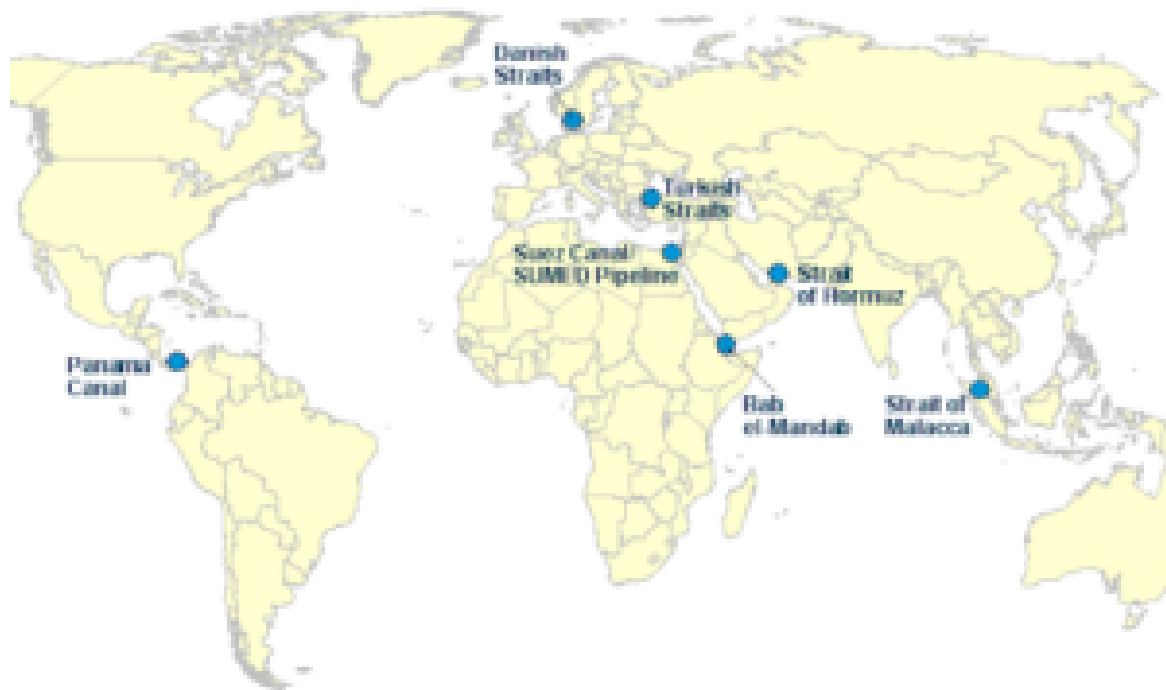 Danish
Straits
Turkish
Straits
Suez Canal/
SUMED Pipeline
Strait
of Hormuz
Panama
Canal
Bab
el-Mandab
Strait of
Malacca